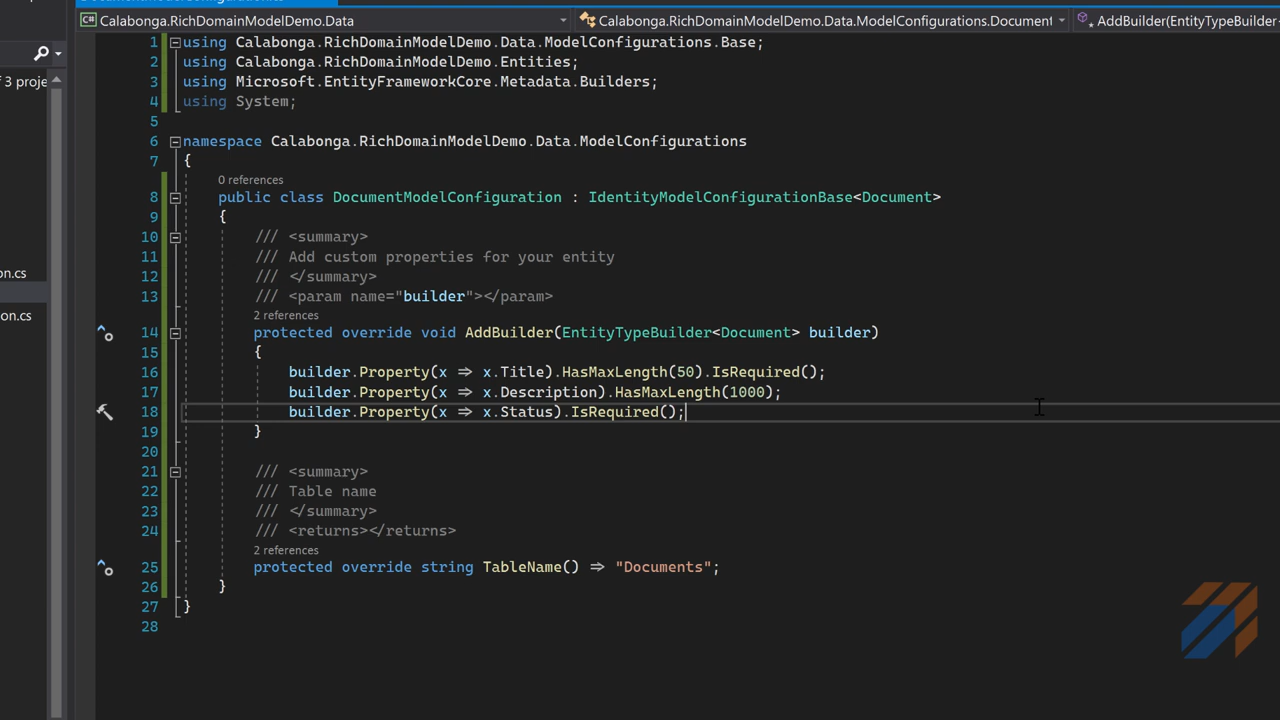 Calabonga.RichDomainModelDemo.Data
Calabonga.RichDomainModelDemo.Data.ModelConfigurations.Document
AddBuilder(EntityTypeBuilder
of 3 proje
on.cs
on.cs
1 using Calabonga.RichDomainModelDemo.Data.ModelConfigurations.Base;
2 using Calabonga.RichDomainModelDemo.Entities;
3 using Microsoft.EntityFrameworkCore.Metadata.Builders;
4 using System;
5
6 namespace Calabonga.RichDomainModelDemo.Data.ModelConfigurations
7 {
0 references
8 public class DocumentModelConfiguration : IdentityModelConfigurationBase<Document>
9 {
10 /// <summary>
11 /// Add custom properties for your entity
12 /// </summary>
13 /// <param name="builder"></param>
2 references
14 protected override void AddBuilder(EntityTypeBuilder<Document> builder)
15 {
16 builder.Property(x => x.Title).HasMaxLength(50).IsRequired();
17 builder.Property(x => x.Description).HasMaxLength(1000);
18 builder.Property(x => x.Status).IsRequired();
19 }
20
21 /// <summary>
22 /// Table name
23 /// </summary>
24 /// <returns></returns>
2 references
25 protected override string TableName() => "Documents";
26 }
27 }
28